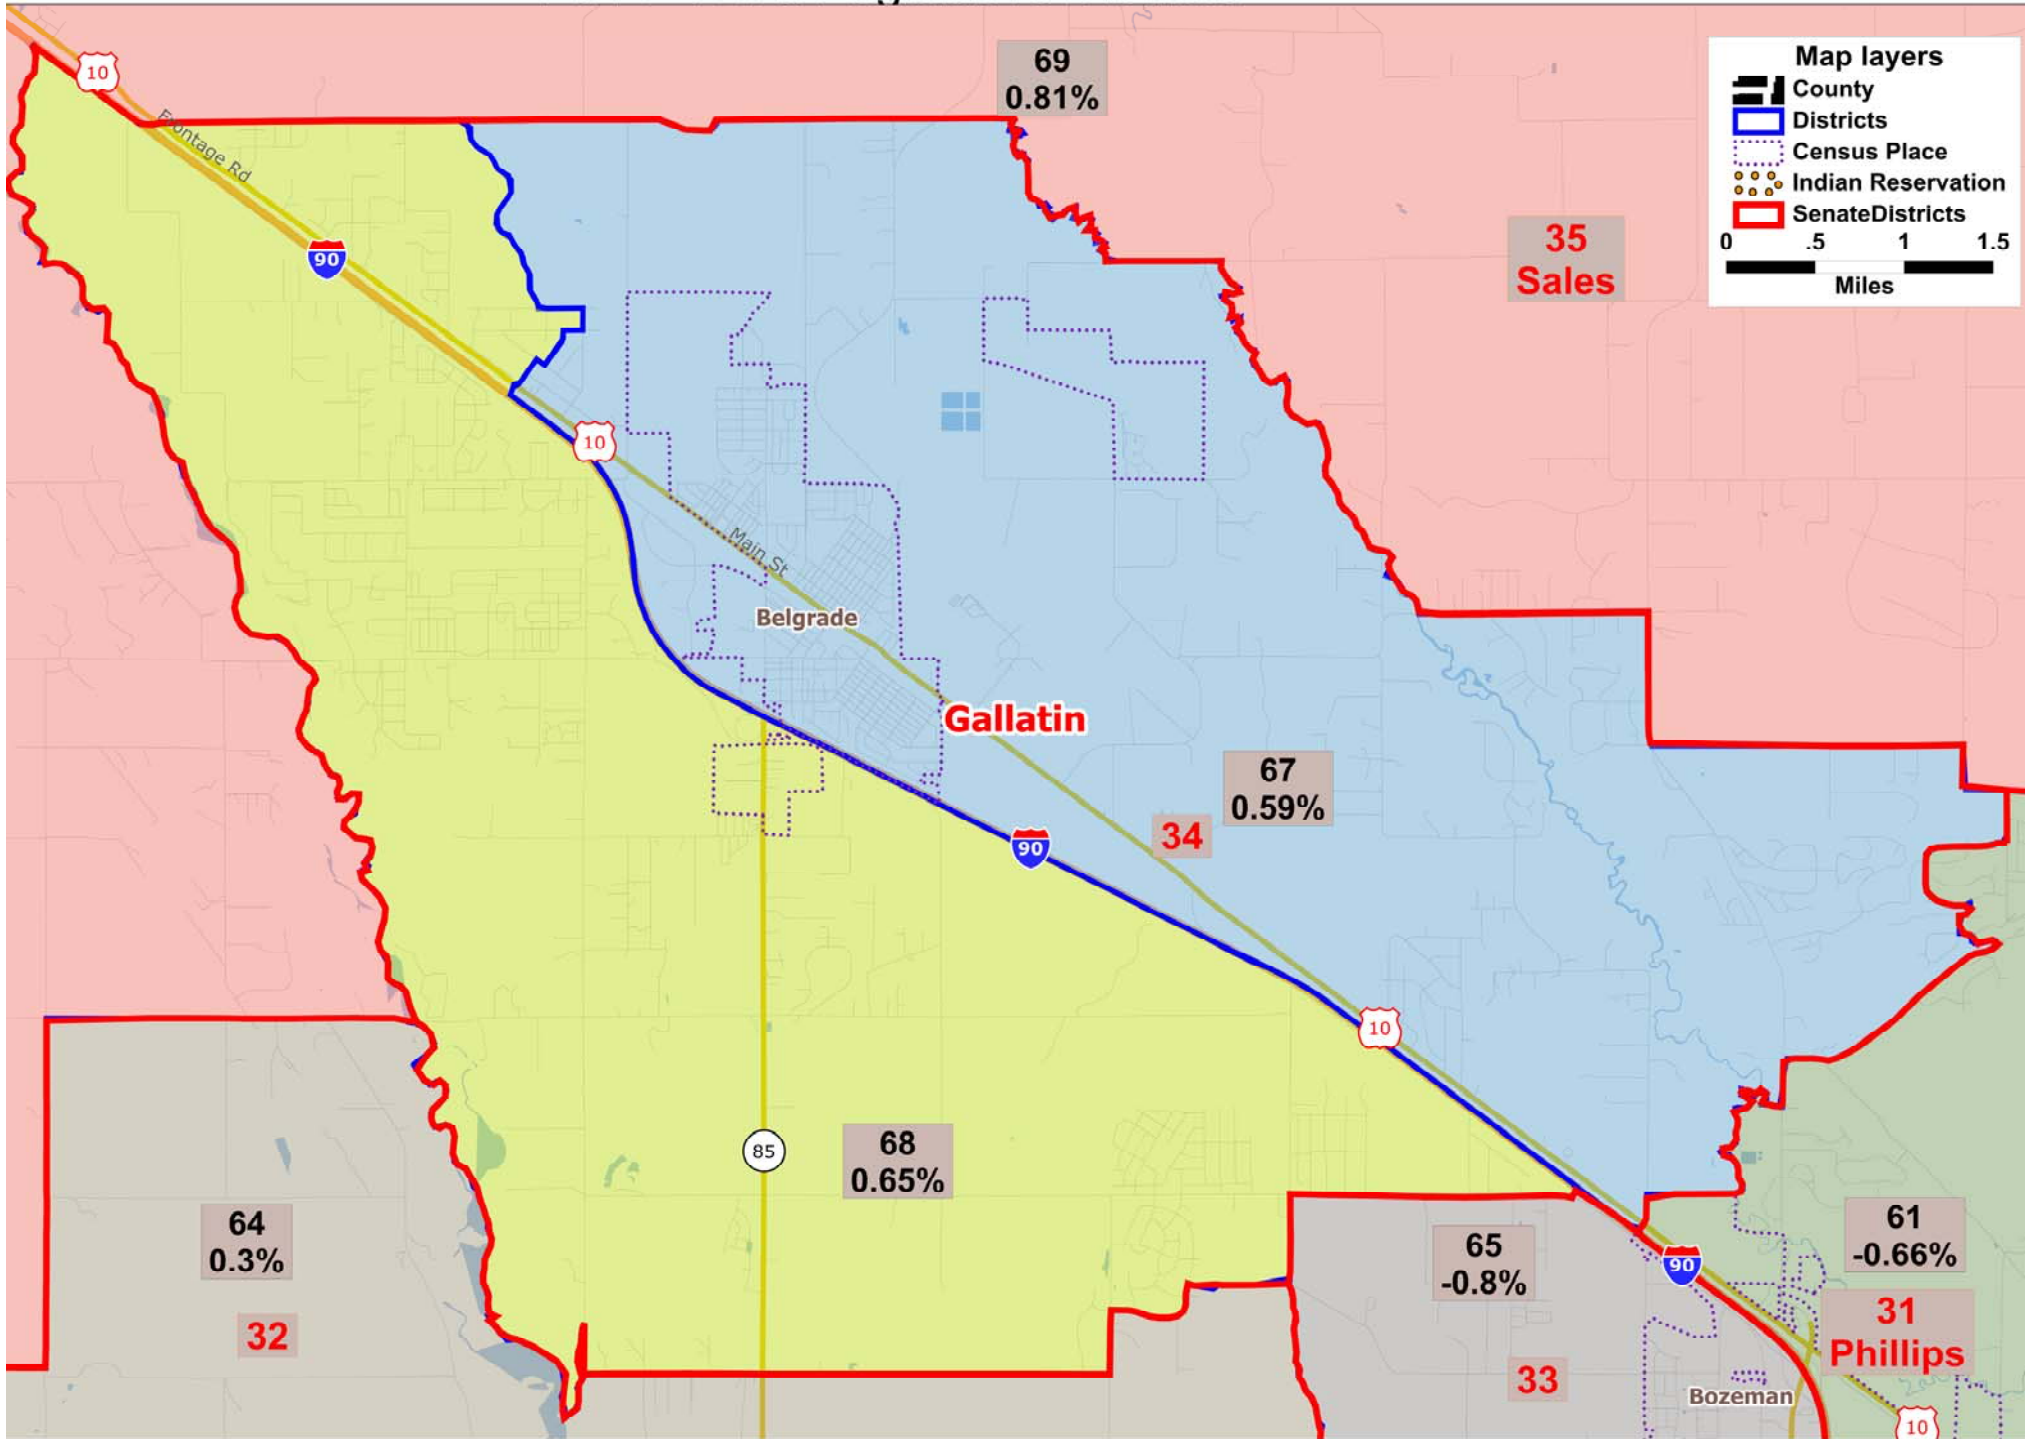 69
0.81%
Map layers
County
Districts
Census Place
Indian Reservation
SenateDistricts
0 .5 1 1.5
Miles
10
Frontage Rd
90
35
Sales
10
Main St
Belgrade
Gallatin
67
0.59%
34
90
10
85
68
0.65%
64
0.3%
32
65
-0.8%
33
61
-0.66%
90
31
Phillips
Bozeman
10